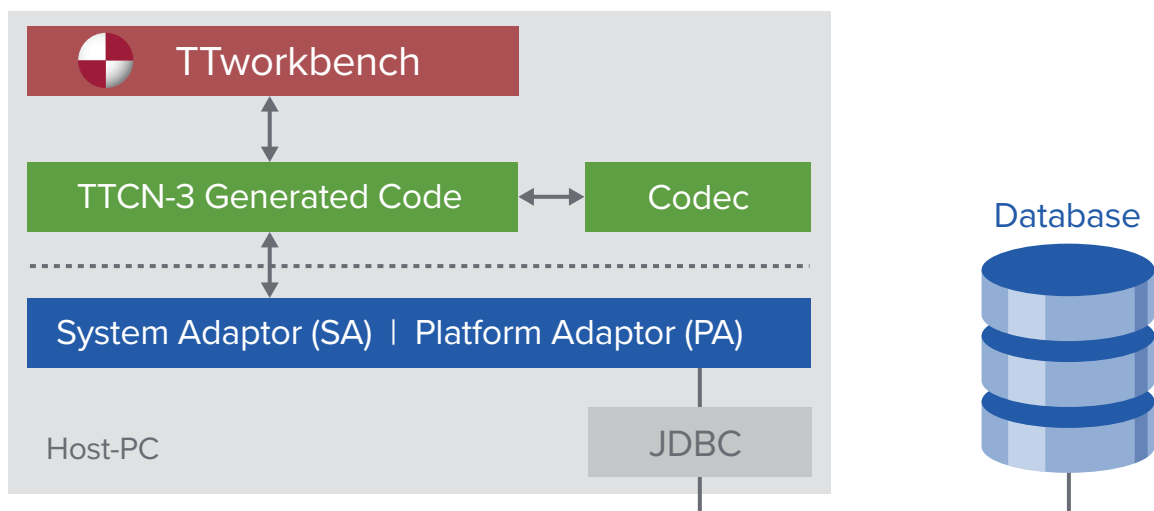 TTworkbench
TTCN-3 Generated Code
Codec
Database
System Adaptor (SA) | Platform Adaptor (PA)
Host-PC
JDBC